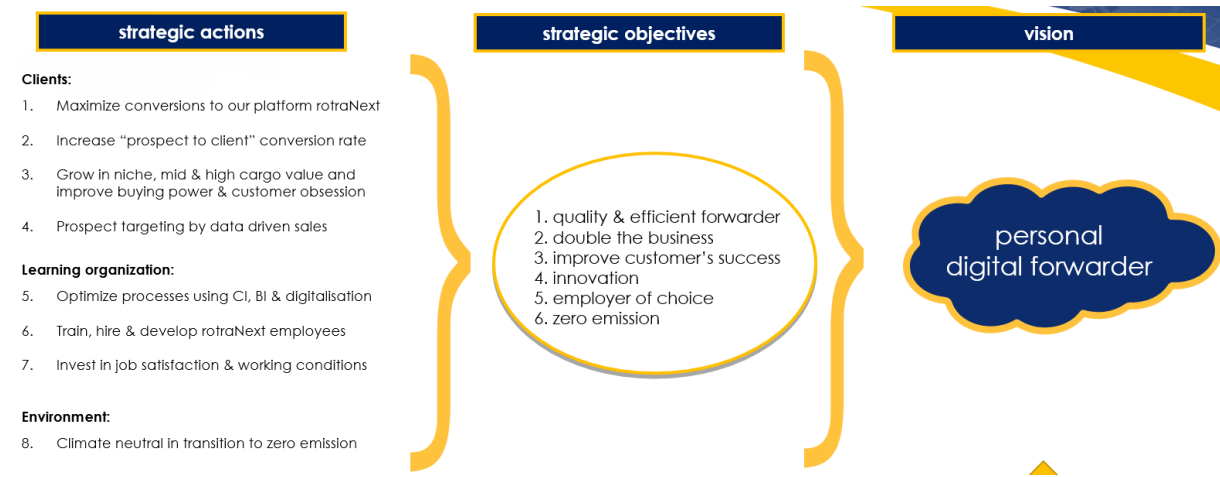 strategic actions
Clients:
1. Maximize conversions to our platform rotraNext
2. Increase “prospect to client” conversion rate
3. Grow in niche, mid & high cargo value and
improve buying power & customer obsession
4. Prospect targeting by data driven sales
Learning organization:
5. Optimize processes using CI, BI & digitalisation
6. Train, hire & develop rotraNext employees
7. Invest in job satisfaction & working conditions
Environment:
8. Climate neutral in transition to zero emission
strategic objectives
1. quality & efficient forwarder
2. double the business
3. improve customer’s success
4. innovation
5. employer of choice
6. zero emission
vision
personal
digital forwarder